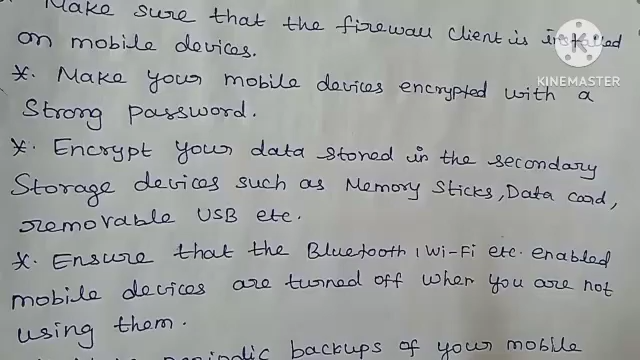 Make sure that the firewall client is installed
on mobile devices.
*. Make your mobile devices encrypted with a
Strong password.
*. Encrypt your data stored in the secondary
Storage devices such as Memory Sticks, Data card,
removable USB etc.
*. Ensure that the Bluetooth, Wi-Fi etc. enabled
mobile devices are turned off when you are not
using them.
periodic backups of your mobile
KINEMASTER